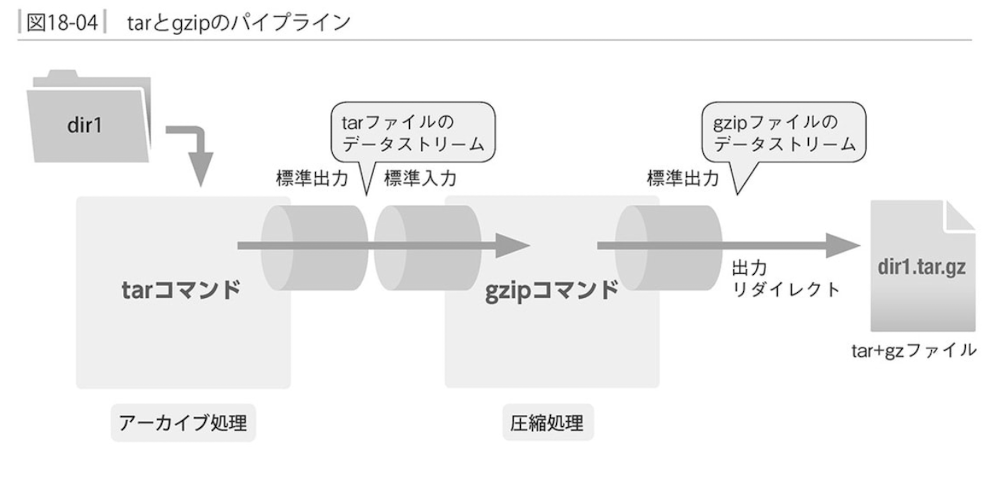 図18-04 tarとgzipのパイプライン
dir1
tarファイルの
データストリーム
gzipファイルの
データストリーム
標準出力
標準入力
標準出力
tarコマンド
gzipコマンド
出力
リダイレクト
dir1.tar.gz
tar+gzファイル
アーカイブ処理
圧縮処理